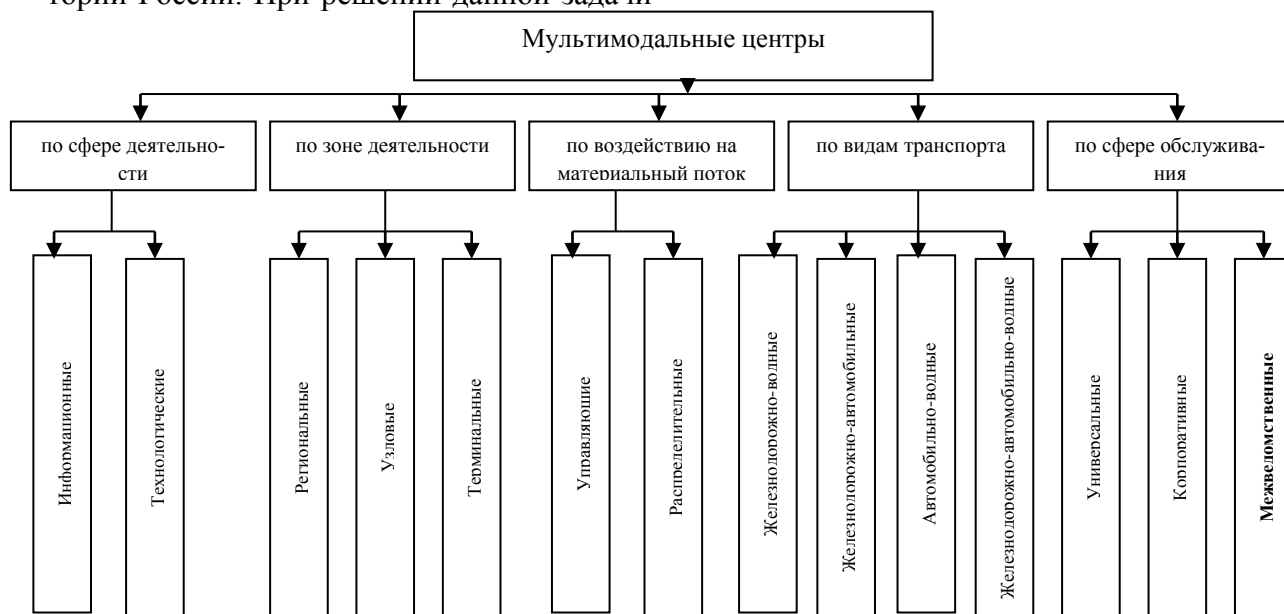 тории России. При решении данной задачи
Мультимодальные центры
по сфере деятельно-
сти
по зоне деятельности
по воздействию на
материальный поток
по видам транспорта
по сфере обслужива-
ния
Информационные
Технологические
Региональные
Узловые
Терминальные
Управляющие
Распределительные
Железнодорожно-водные
Железнодорожно-автомобильные
Автомобильно-водные
Железнодорожно-автомобильно-водные
Универсальные
Корпоративные
Межведомственные